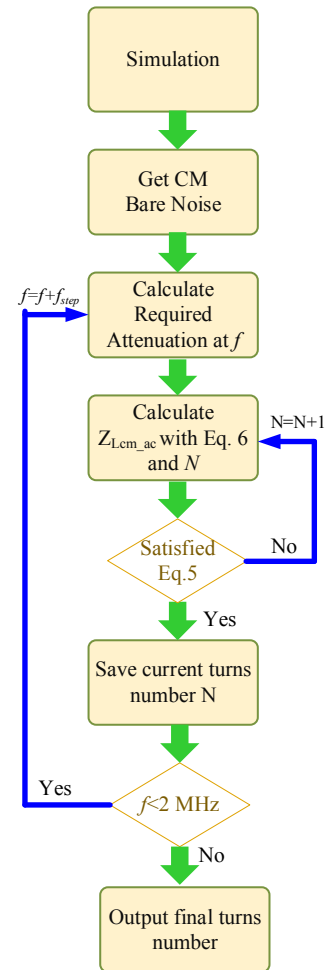 Simulation
Get CM
Bare Noise
f=f+fstep
Calculate
Required
Attenuation at f
Calculate
ZLcm_ac with Eq. 6
and N
N=N+1
Satisfied
Eq.5
No
Yes
Save current turns
number N
Yes
f<2 MHz
No
Output final turns
number